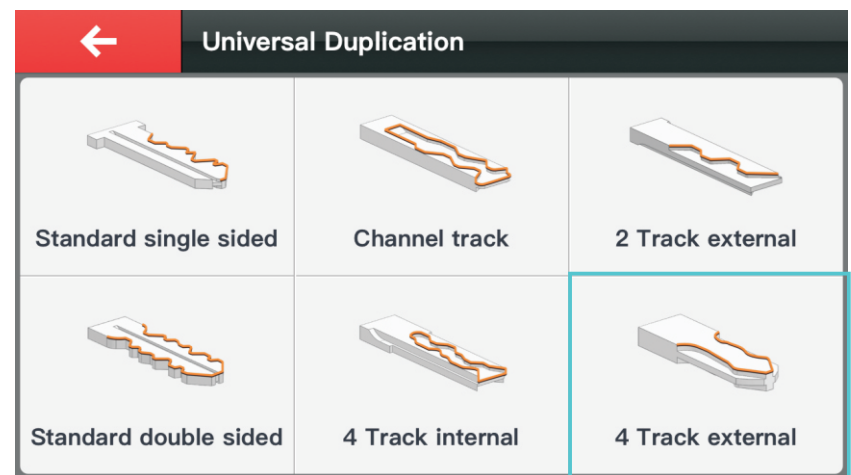 Universal Duplication
Standard single sided
Channel track
2 Track external
Standard double sided
4 Track internal
4 Track external